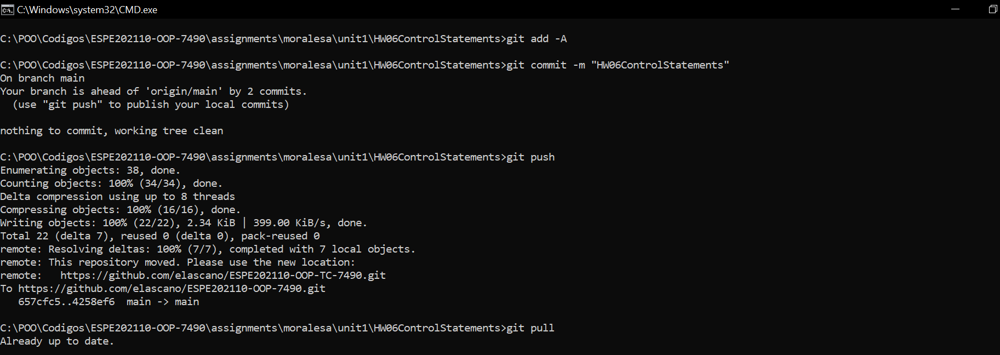 C:\Windows\system32\CMD.exe
C:\POO\Codigos\ESPE202110-OOP-7490\assignments\moralesa\unit1\HW06ControlStatements>git add -A
C:\POO\Codigos\ESPE202110-OOP-7490\assignments\moralesa\unit1\HW06ControlStatements>git commit -m "HW06ControlStatements"
On branch main
Your branch is ahead of 'origin/main' by 2 commits.
  (use "git push" to publish your local commits)
nothing to commit, working tree clean
C:\POO\Codigos\ESPE202110-OOP-7490\assignments\moralesa\unit1\HW06ControlStatements>git push
Enumerating objects: 38, done.
Counting objects: 100% (34/34), done.
Delta compression using up to 8 threads
Compressing objects: 100% (16/16), done.
Writing objects: 100% (22/22), 2.34 KiB | 399.00 KiB/s, done.
Total 22 (delta 7), reused 0 (delta 0), pack-reused 0
remote: Resolving deltas: 100% (7/7), completed with 7 local objects.
remote: This repository moved. Please use the new location:
remote:   https://github.com/elascano/ESPE202110-OOP-TC-7490.git
To https://github.com/elascano/ESPE202110-OOP-7490.git
   657cfc5..4258ef6  main -> main
C:\POO\Codigos\ESPE202110-OOP-7490\assignments\moralesa\unit1\HW06ControlStatements>git pull
Already up to date.